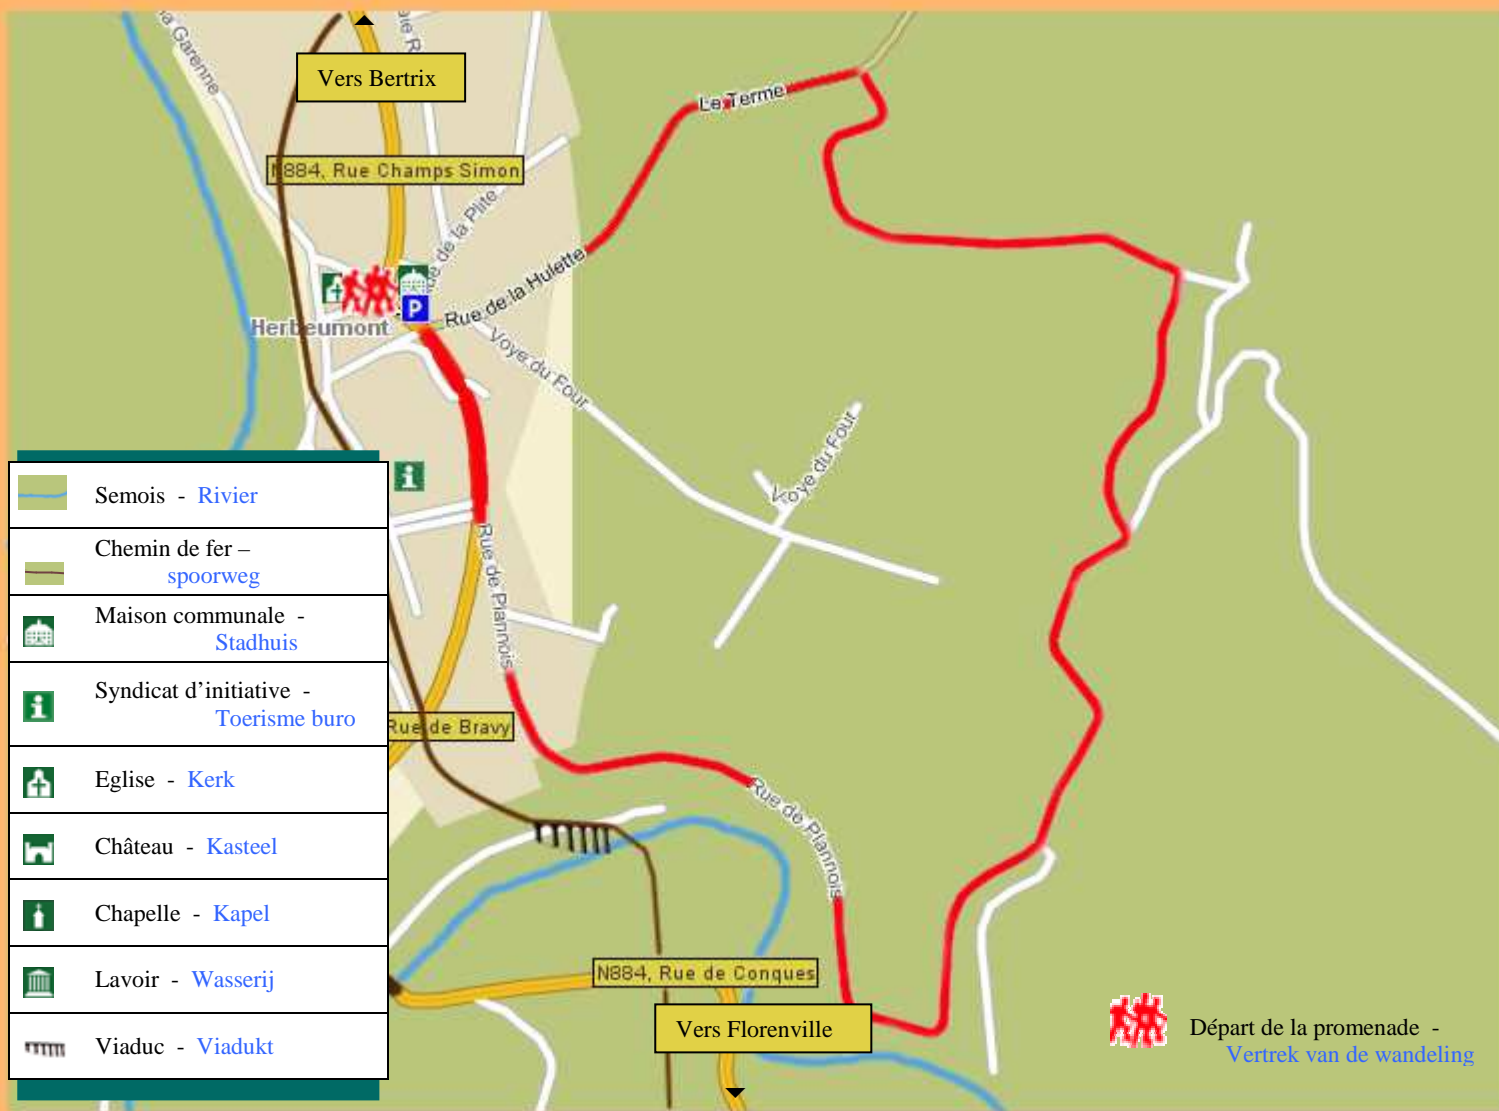 la Garenne
aie R
Vers Bertrix
Le Terme
N884, Rue Champs Simon
ue de la Plite
Rue de la Hulette
P
Herbeumont
Voye du Four
Voye du Four
i
Rue de Plannois
Semois - Rivier
Chemin de fer –
spoorweg
Maison communale -
Stadhuis
Syndicat d’initiative -
Toerisme buro
Eglise - Kerk
Château - Kasteel
Chapelle - Kapel
Lavoir - Wasserij
Viaduc - Viadukt
Rue de Bravy
Rue de Plannois
N884, Rue de Conques
Vers Florenville
Départ de la promenade -
Vertrek van de wandeling